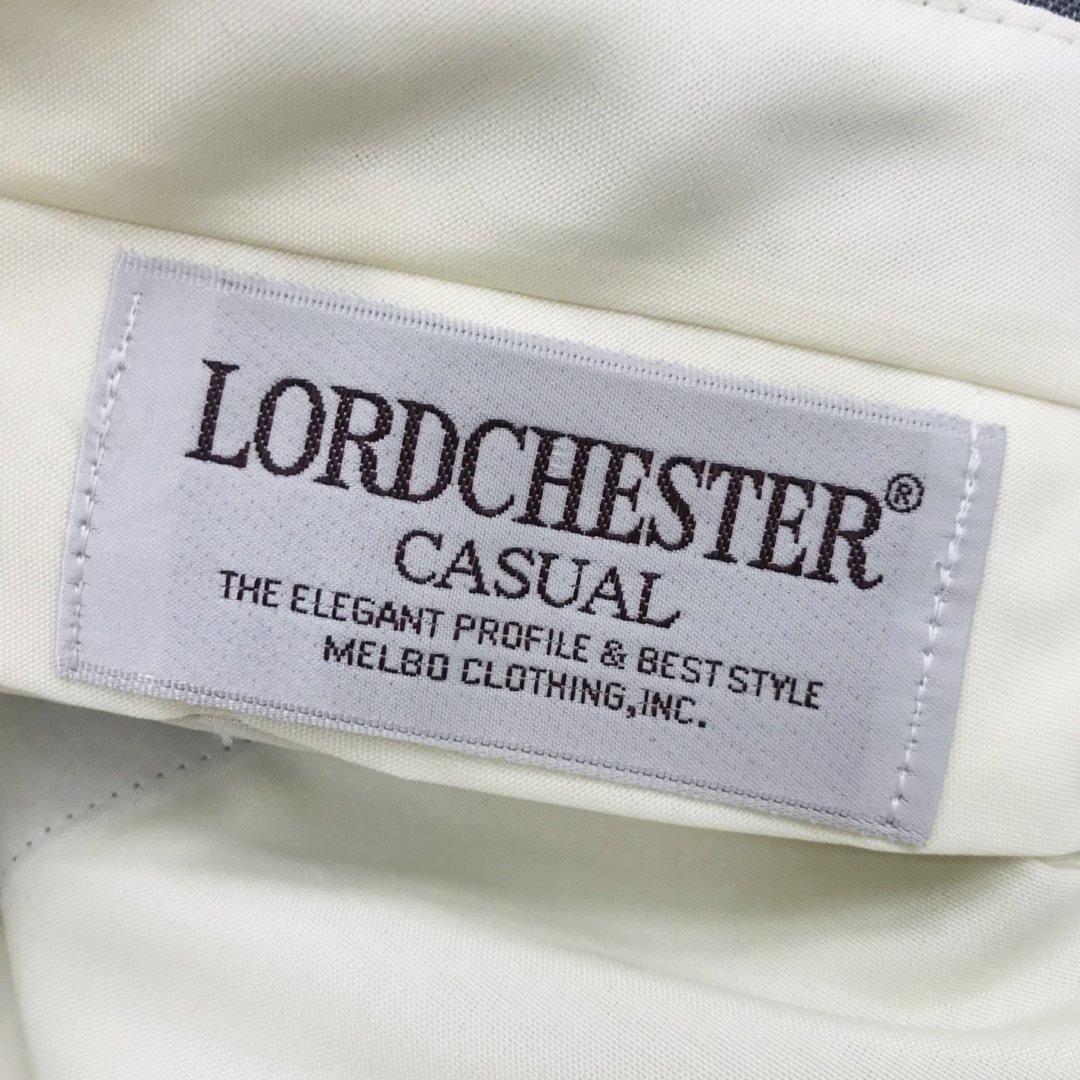 LORDCHESTER®
CASUAL
THE ELEGANT PROFILE & BEST STYLE
MELBO CLOTHING,INC.